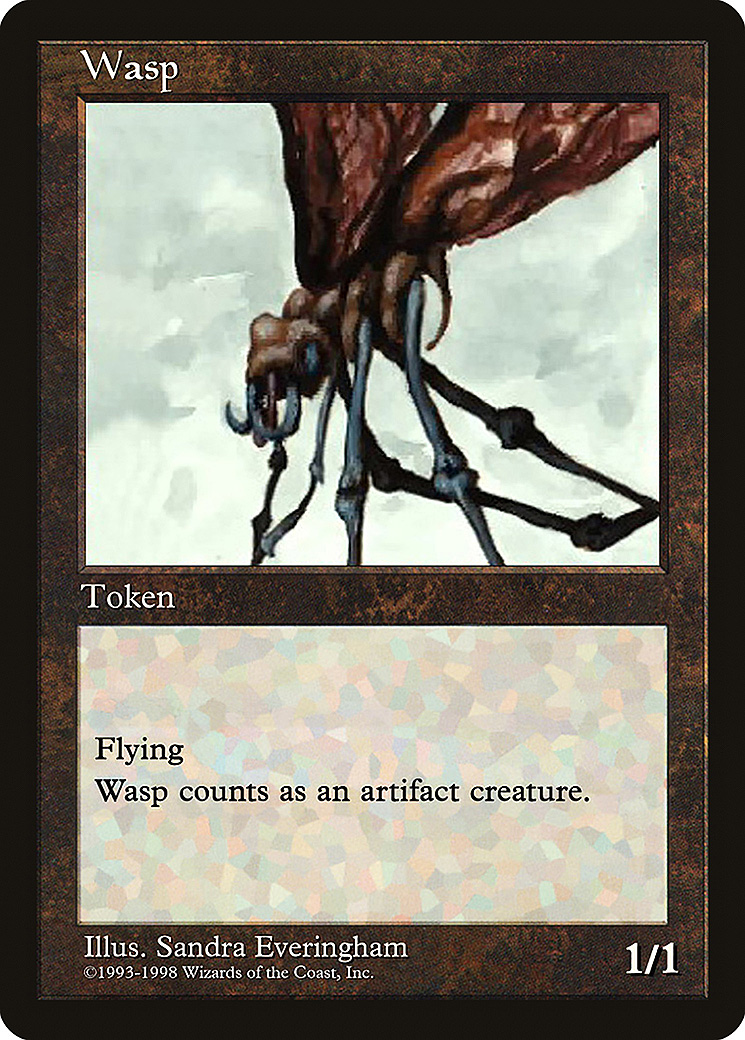 Wasp
Token
Flying
Wasp counts as an artifact creature.
Illus. Sandra Everingham
©1993-1998 Wizards of the Coast, Inc.
1/1